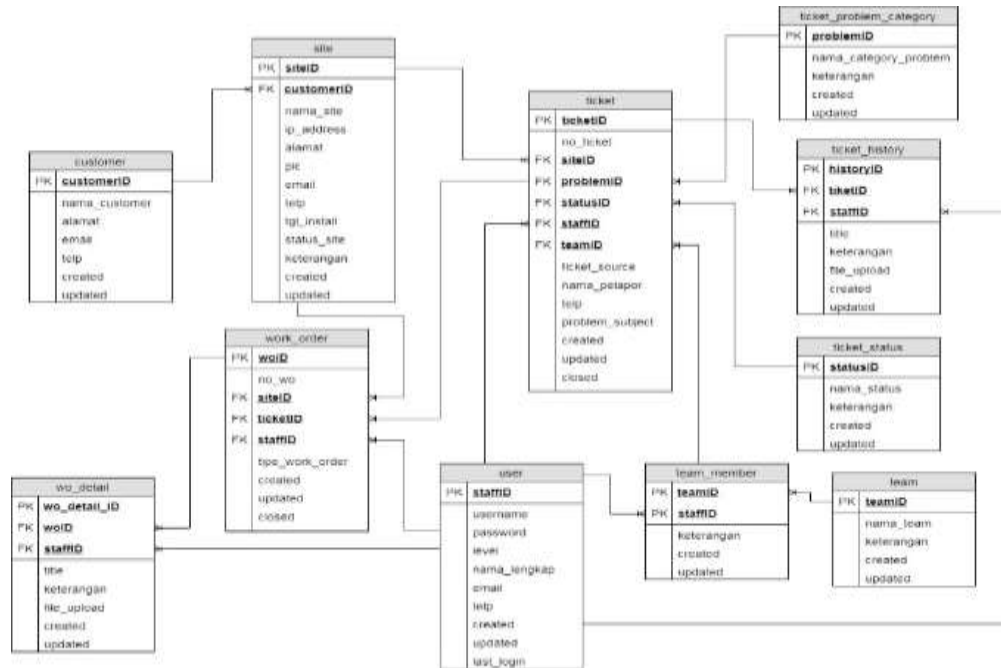 ticket_problem_category
PK problemID
nama_category_problem
keterangan
created
updated
site
PK siteID
FK customerID
nama_site
ip_address
alamat
pic
email
telp
tgl_install
status_site
keterangan
created
updated
ticket
PK ticketID
no_ticket
FK siteID
FK problemID
FK statusID
FK staffID
FK teamID
ticket_source
nama_pelapor
telp
problem_subject
created
updated
closed
ticket_history
PK historyID
FK tiketID
FK staffID
title
keterangan
file_upload
created
updated
customer
PK customerID
nama_customer
alamat
email
telp
created
updated
work_order
PK woID
no_wo
FK siteID
FK ticketID
FK staffID
tipe_work_order
created
updated
closed
ticket_status
PK statusID
nama_status
keterangan
created
updated
wo_detail
PK wo_detail_ID
FK woID
FK staffID
title
keterangan
file_upload
created
updated
user
PK staffID
username
password
level
nama_lengkap
email
telp
created
updated
last_login
team_member
FK teamID
FK staffID
keterangan
created
updated
team
PK teamID
nama_team
keterangan
created
updated